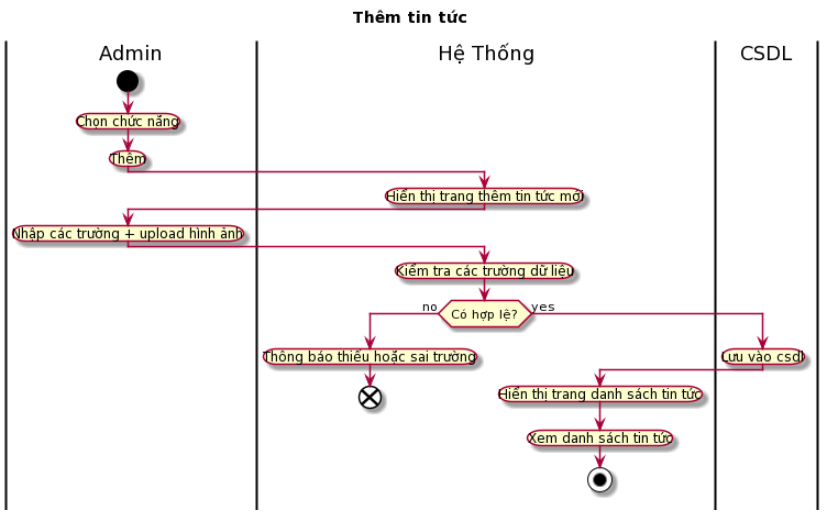 Thêm tin tức
Admin
Hệ Thống
CSDL
Chọn chức năng
Thêm
Hiển thị trang thêm tin tức mới
Nhập các trường + upload hình ảnh
Kiểm tra các trường dữ liệu
no
Có hợp lệ?
yes
Thông báo thiếu hoặc sai trường
Lưu vào csdl
Hiển thị trang danh sách tin tức
Xem danh sách tin tức